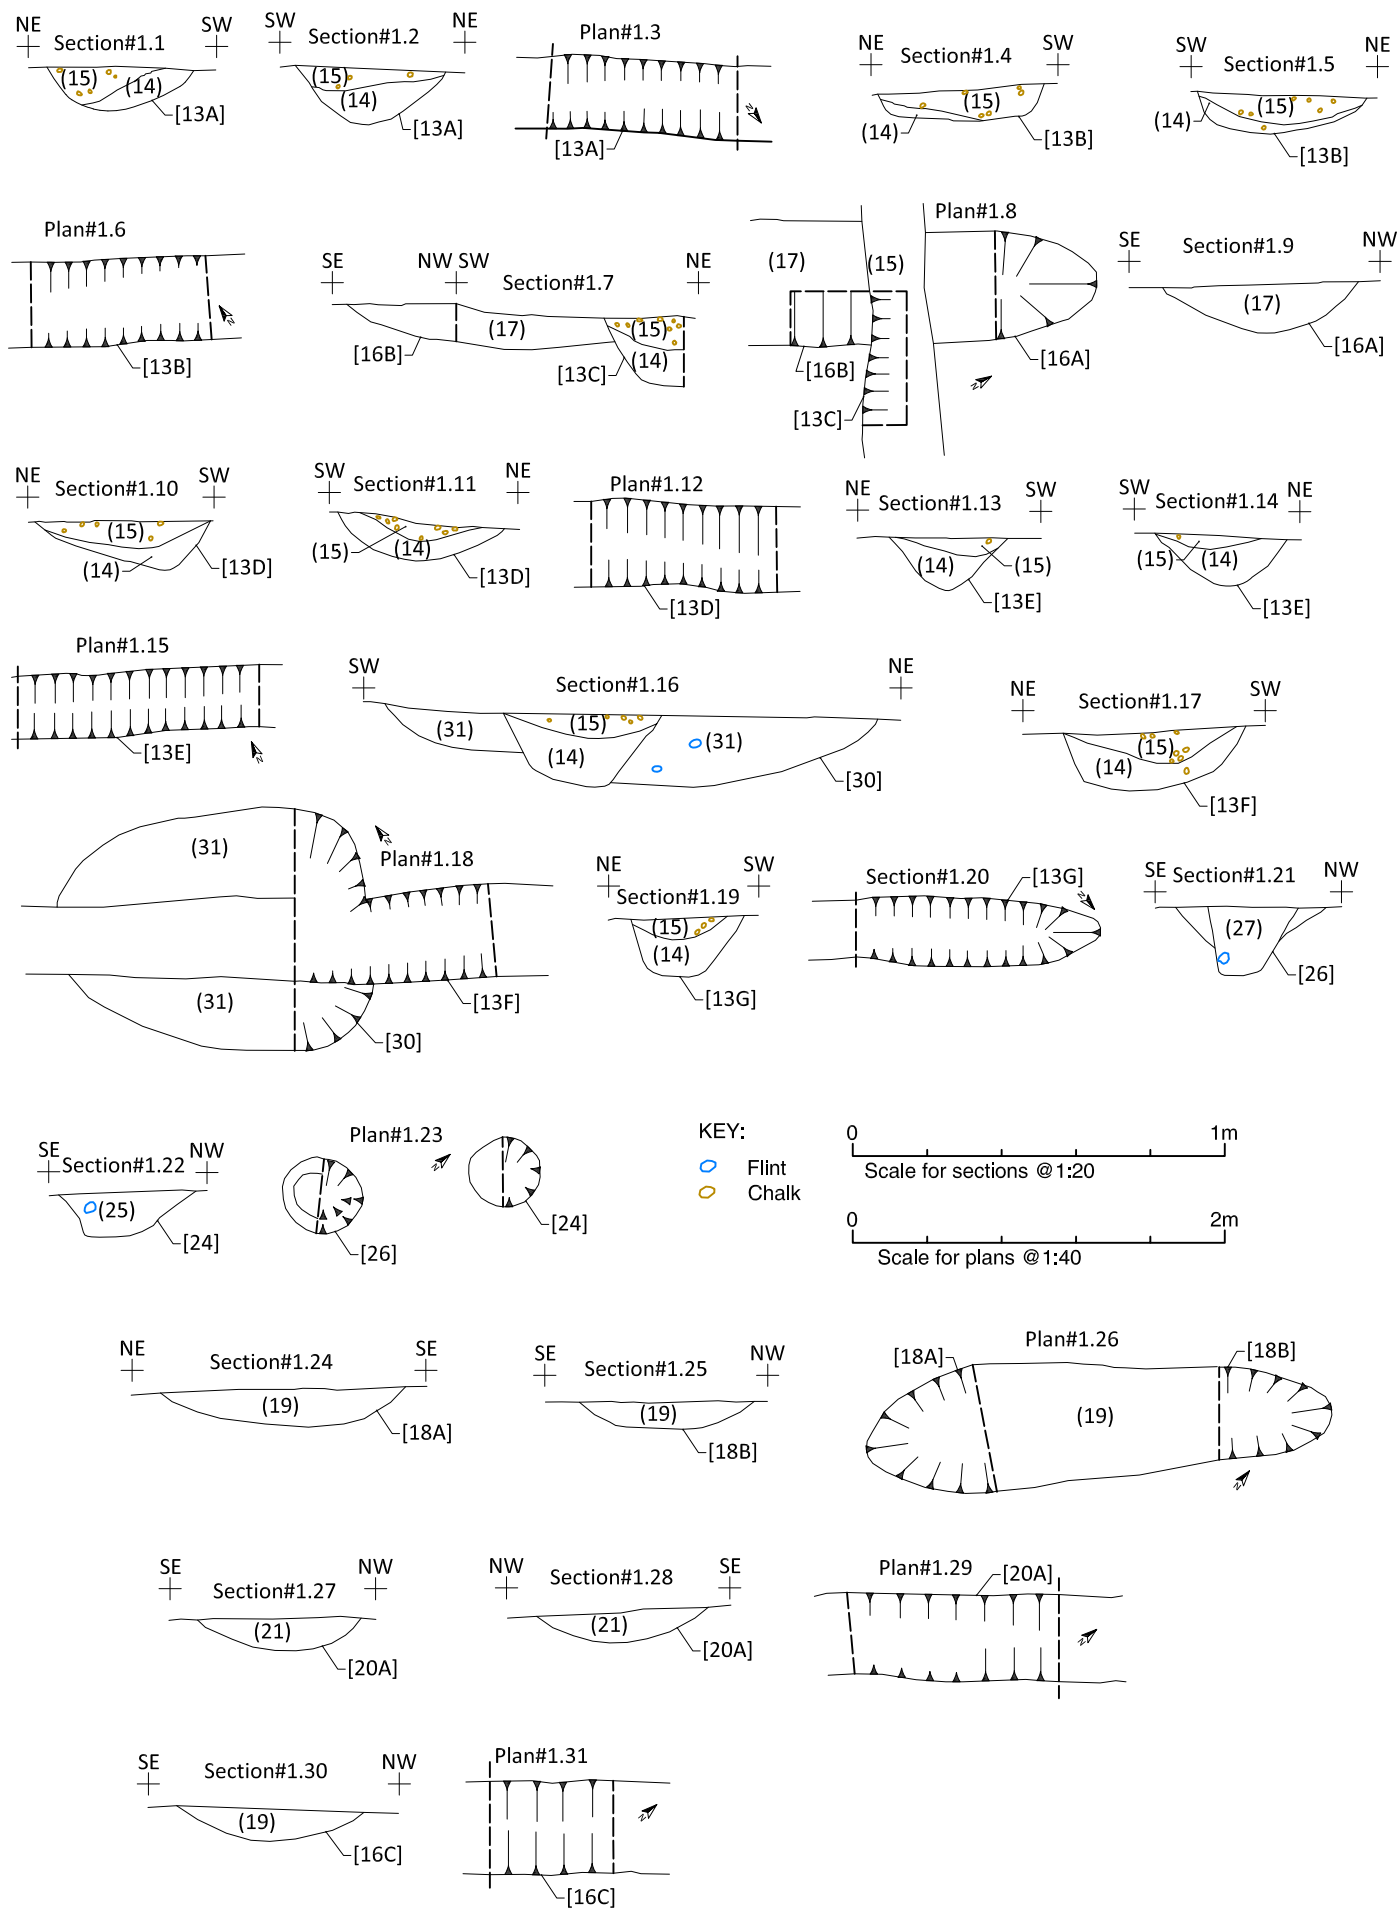 NE SW
Section#1.1
(15)
(14)
[13A]
SW NE
Section#1.2
(15)
(14)
[13A]
Plan#1.3
N
[13A]
NE SW
Section#1.4
(15)
(14)
[13B]
SW NE
Section#1.5
(15)
(14)
[13B]
Plan#1.6
N
[13B]
SE NW SW NE
Section#1.7
(17)
(15)
(14)
[16B]
[13C]
Plan#1.8
(17)
(15)
[16B]
[16A]
[13C]
N
SE NW
Section#1.9
(17)
[16A]
NE SW
Section#1.10
(15)
(14)
[13D]
SW NE
Section#1.11
(15)
(14)
[13D]
Plan#1.12
[13D]
NE SW
Section#1.13
(14)
(15)
[13E]
SW NE
Section#1.14
(15)
(14)
[13E]
Plan#1.15
[13E]
N
SW NE
Section#1.16
(31)
(15)
(14)
(31)
[30]
NE SW
Section#1.17
(15)
(14)
[13F]
(31)
Plan#1.18
N
(31)
[13F]
[30]
NE SW
Section#1.19
(15)
(14)
[13G]
Section#1.20
[13G]
N
SE NW
Section#1.21
(27)
[26]
SE NW
Section#1.22
(25)
[24]
Plan#1.23
N
[26]
[24]
KEY:
Flint
Chalk
0 1m
Scale for sections @1:20
0 2m
Scale for plans @1:40
NE SE
Section#1.24
(19)
[18A]
SE NW
Section#1.25
(19)
[18B]
Plan#1.26
[18A]
[18B]
(19)
N
SE NW
Section#1.27
(21)
[20A]
NW SE
Section#1.28
(21)
[20A]
Plan#1.29
[20A]
N
SE NW
Section#1.30
(19)
[16C]
Plan#1.31
N
[16C]